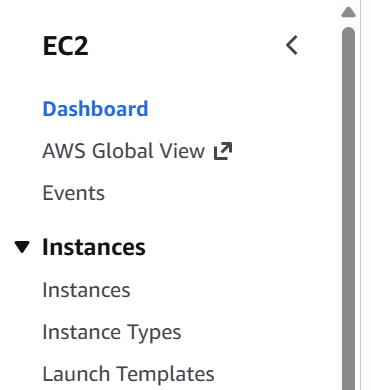 EC2
Dashboard
AWS Global View
Events
Instances
Instances
Instance Types
Launch Templates